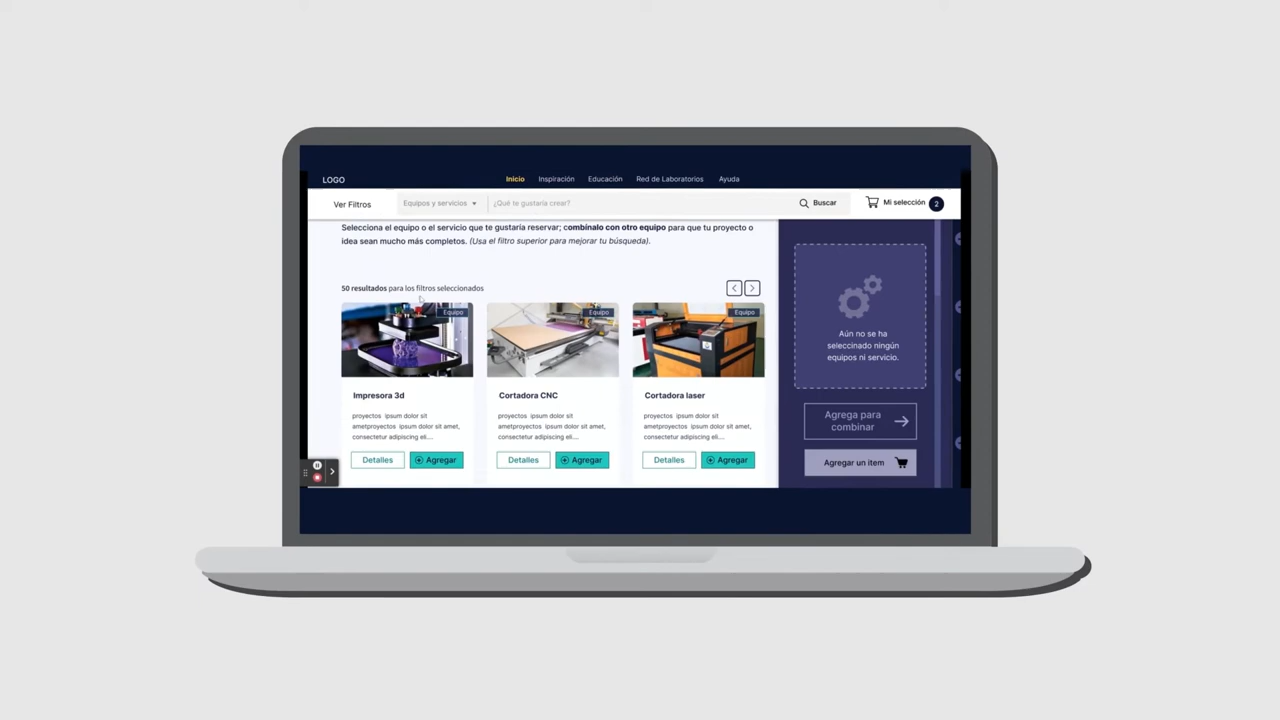 LOGO
Inicio Inspiración Educación Red de Laboratorios Ayuda
Ver Filtros Equipos y servicios ¿Qué te gustaría crear? Buscar Mi selección 2
Selecciona el equipo o el servicio que te gustaría reservar; combínalo con otro equipo para que tu proyecto o
idea sean mucho más completos. (Usa el filtro superior para mejorar tu búsqueda).
50 resultados para los filtros seleccionados
Equipo
Equipo
Equipo
Impresora 3d
proyectos ipsum dolor sit
ametproyectos ipsum dolor sit amet,
consectetur adipiscing eli....
Detalles Agregar
Cortadora CNC
proyectos ipsum dolor sit
ametproyectos ipsum dolor sit amet,
consectetur adipiscing eli....
Detalles Agregar
Cortadora laser
proyectos ipsum dolor sit
ametproyectos ipsum dolor sit amet,
consectetur adipiscing eli....
Detalles Agregar
Aún no se ha
seleccinado ningún
equipos ni servicio.
Agrega para
combinar
Agregar un item